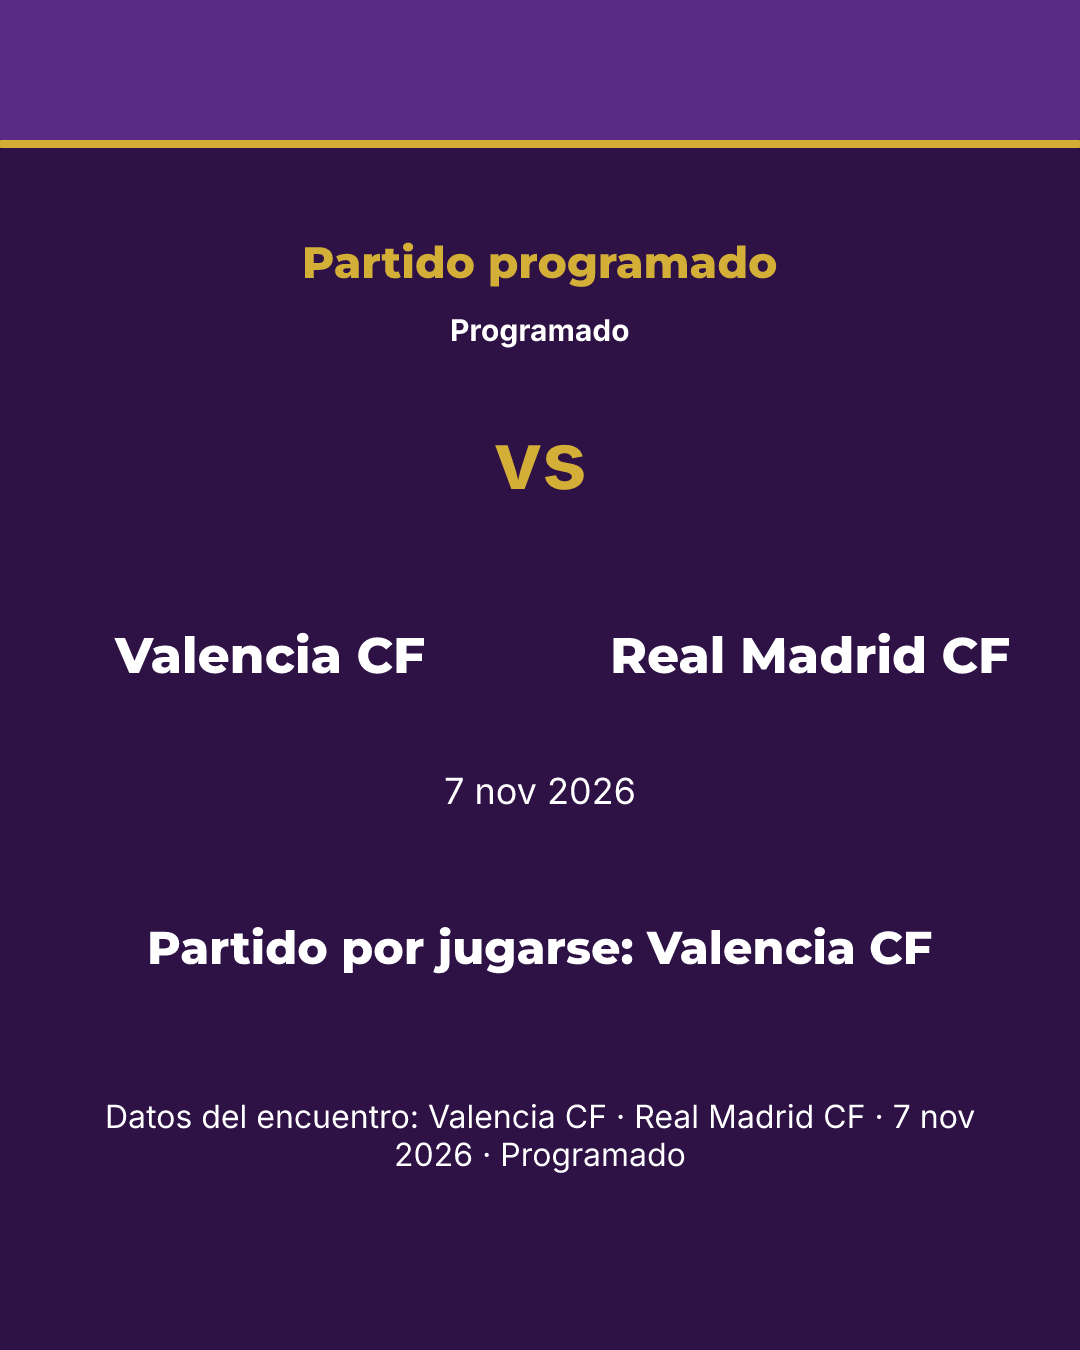 Partido programado
Programado
VS
Valencia CF
Real Madrid CF
7 nov 2026
Partido por jugarse: Valencia CF
Datos del encuentro: Valencia CF · Real Madrid CF · 7 nov
2026 · Programado